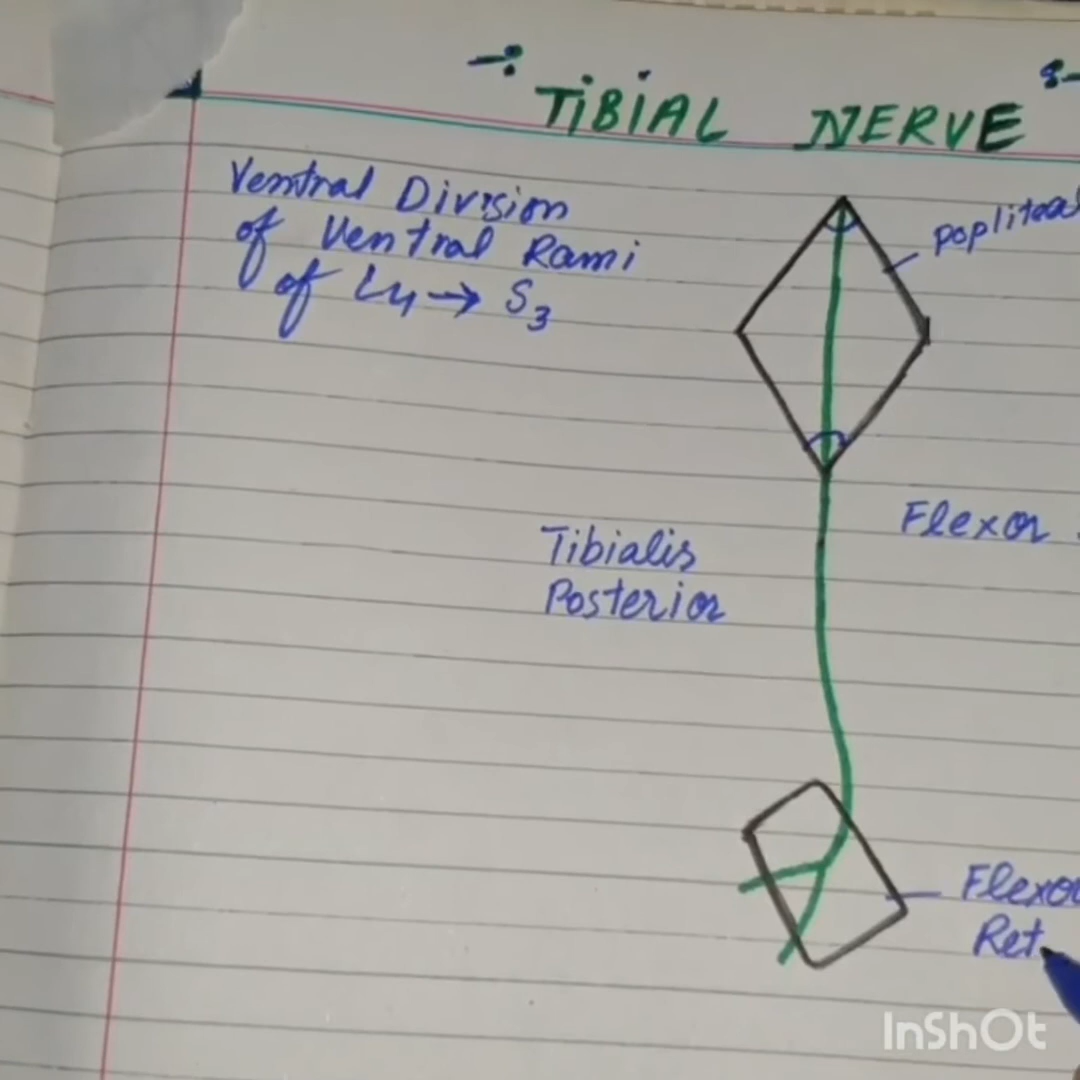 -: TIBIAL NERVE :-
Ventral Division
of Ventral Rami
of L4 → S3
popliteal
Flexor
Tibialis
Posterior
Flexor
Ret
InShOt